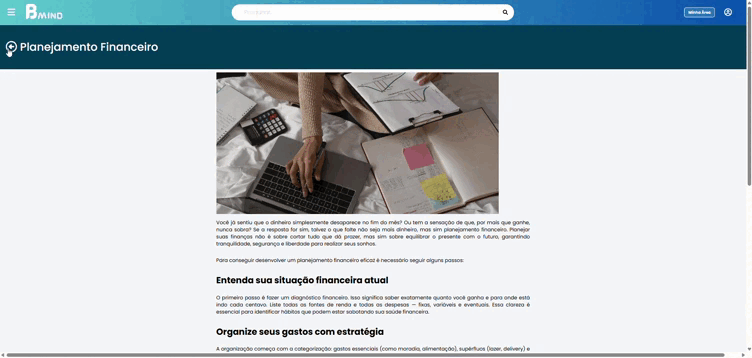 BMIND
Minha Área
Planejamento Financeiro
Você já sentiu que o dinheiro simplesmente desaparece no fim do mês? Ou tem a sensação de que, por mais que ganhe,
nunca sobra? Se a resposta for sim, talvez o que falte não seja mais dinheiro, mas sim planejamento financeiro. Planejar
suas finanças não é sobre cortar tudo que dá prazer, mas sim sobre equilibrar o presente com o futuro, garantindo
tranquilidade, segurança e liberdade para realizar seus sonhos.
Para conseguir desenvolver um planejamento financeiro eficaz é necessário seguir alguns passos:
Entenda sua situação financeira atual
O primeiro passo é fazer um diagnóstico financeiro. Isso significa saber exatamente quanto você ganha e para onde está
indo cada centavo. Liste todas as fontes de renda e todas as despesas — fixas, variáveis e eventuais. Essa clareza é
essencial para identificar hábitos que podem estar sabotando sua saúde financeira.
Organize seus gastos com estratégia
A organização começa com a categorização: gastos essenciais (como moradia, alimentação), supérfluos (lazer, delivery) e